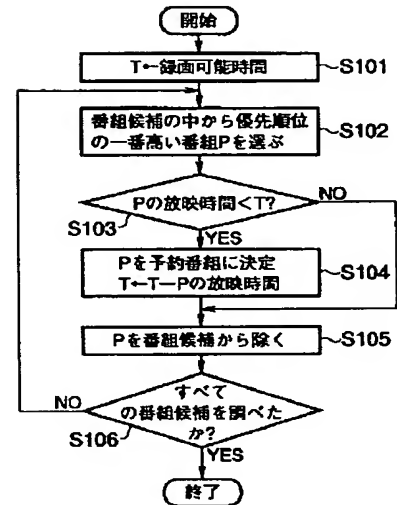 開始
T←録画可能時間
S101
番組候補の中から優先順位
の一番高い番組Pを選ぶ
S102
Pの放映時間<T?
NO
S103
YES
Pを予約番組に決定
T←T−Pの放映時間
S104
Pを番組候補から除く
S105
すべて
の番組候補を調べた
か?
NO
S106
YES
終了